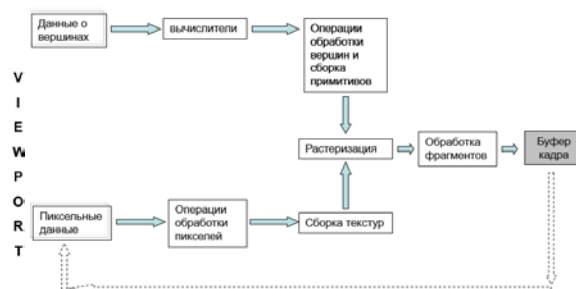 Данные о
вершинах
вычислители
Операции
обработки
вершин и
сборка
примитивов
VIEWPORT
Растеризация
Обработка
фрагментов
Буфер
кадра
Пиксельные
данные
Операции
обработки
пикселей
Сборка текстур